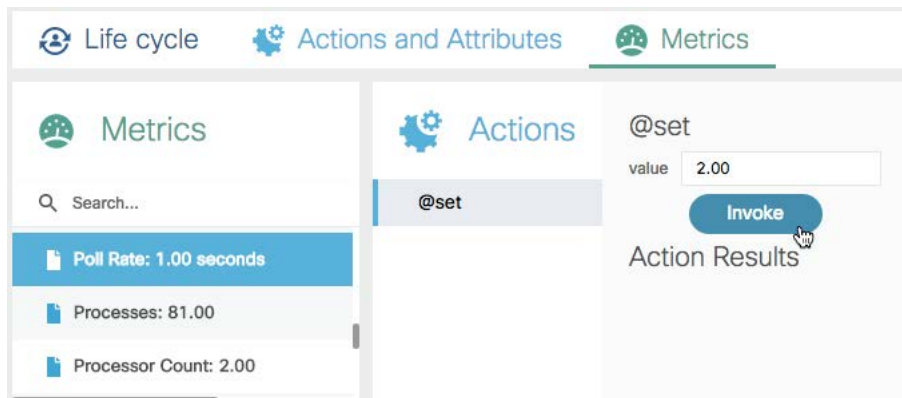 Life cycle
Actions and Attributes
Metrics
Metrics
Search...
Poll Rate: 1.00 seconds
Processes: 81.00
Processor Count: 2.00
Actions
@set
@set
value 2.00
Invoke
Action Results